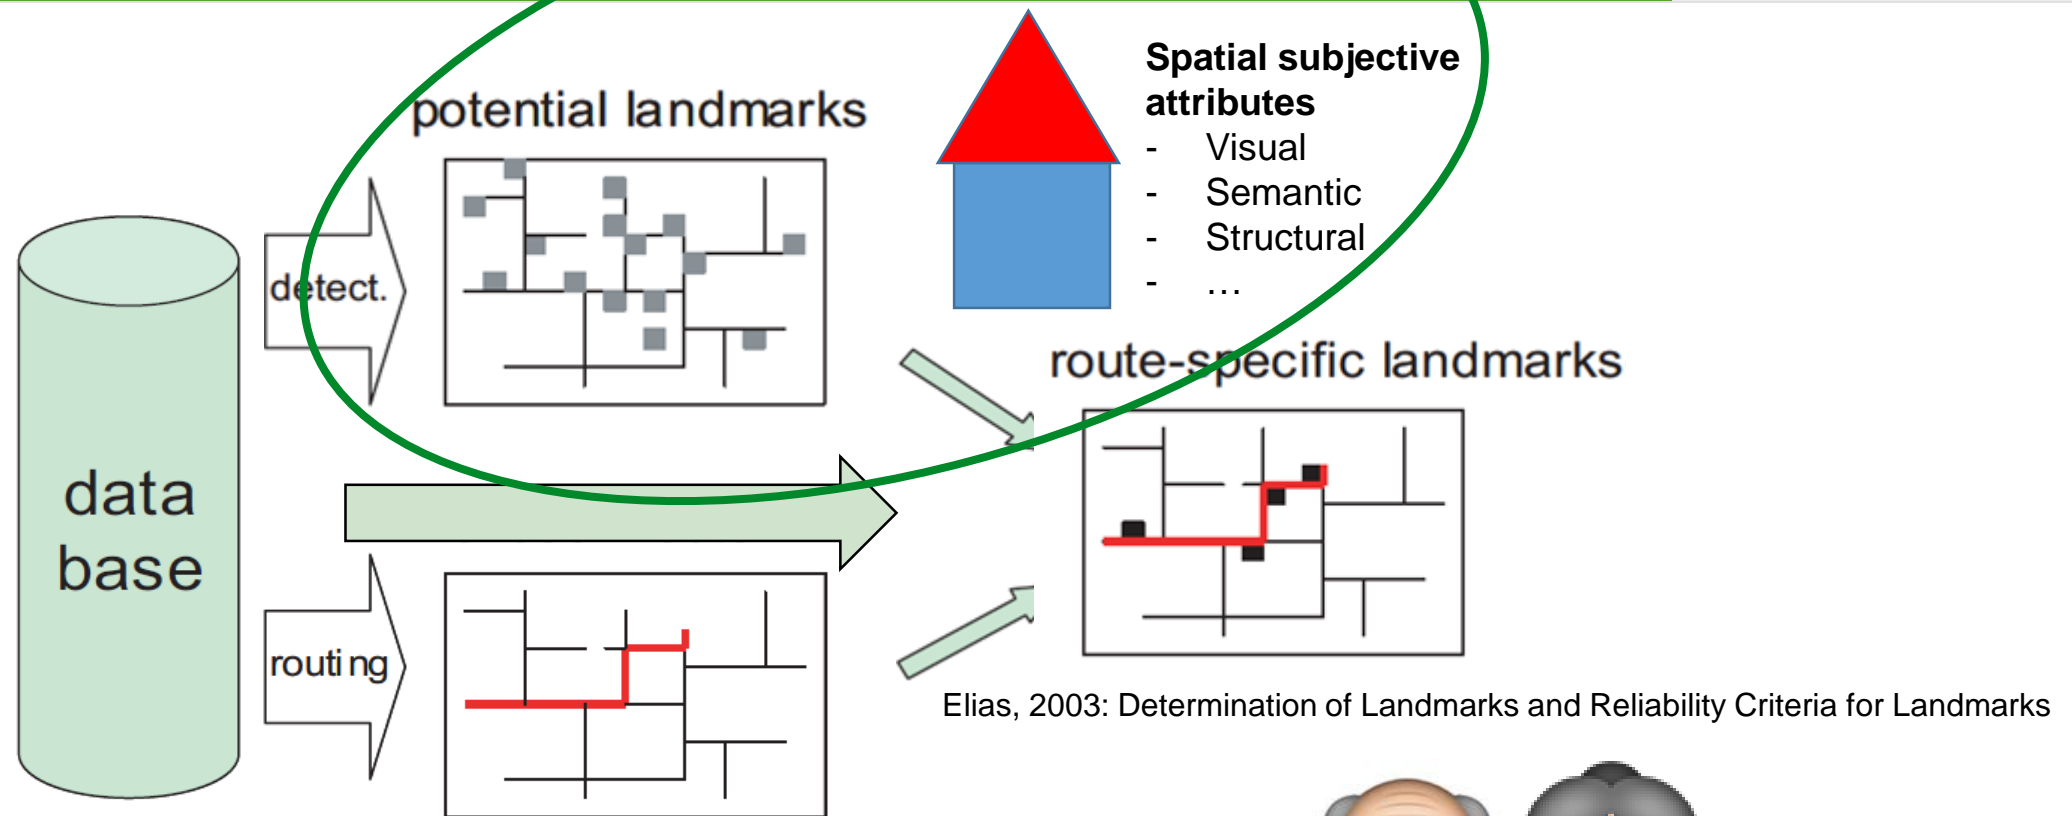 potential landmarks
Spatial subjective
attributes
- Visual
- Semantic
- Structural
- …
detect.
route-specific landmarks
data
base
routing
Elias, 2003: Determination of Landmarks and Reliability Criteria for Landmarks